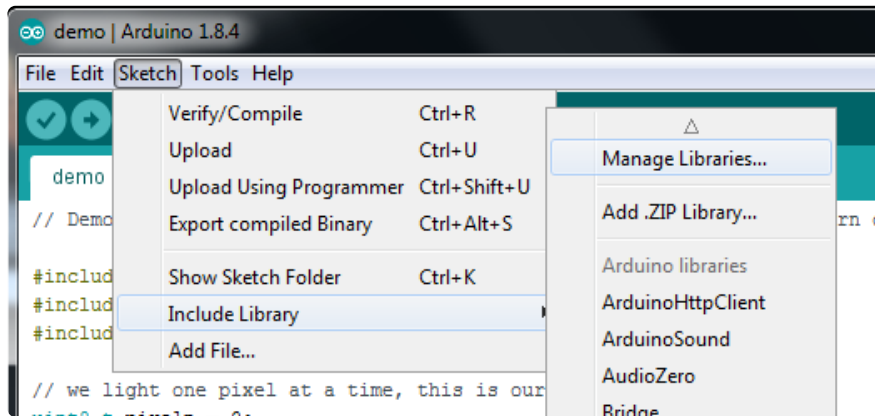 demo | Arduino 1.8.4
File Edit Sketch Tools Help
Verify/Compile Ctrl+R
Upload Ctrl+U
Upload Using Programmer Ctrl+Shift+U
Export compiled Binary Ctrl+Alt+S
Show Sketch Folder Ctrl+K
Include Library
Add File...
Manage Libraries...
Add .ZIP Library...
Arduino libraries
ArduinoHttpClient
ArduinoSound
AudioZero
Bridge
demo
// Demo
#includ
#includ
#includ
// we light one pixel at a time, this is our